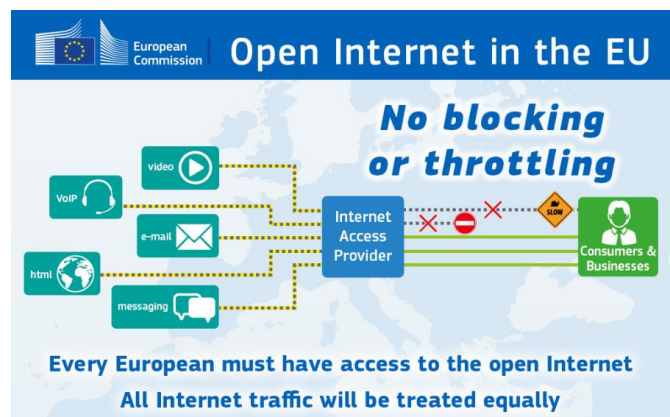 European
Commission
Open Internet in the EU
No blocking
or throttling
video
VoIP
e-mail
html
messaging
Internet
Access
Provider
SLOW
Consumers &
Businesses
Every European must have access to the open Internet
All Internet traffic will be treated equally